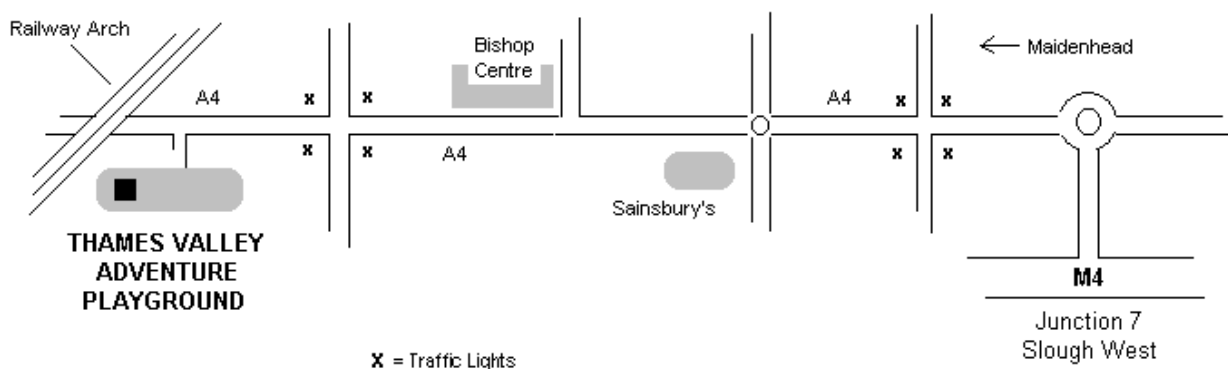 Railway Arch
Bishop
Centre
← Maidenhead
A4
x
x
A4
x
x
x
x
A4
x
x
Sainsbury's
THAMES VALLEY
ADVENTURE
PLAYGROUND
M4
Junction 7
Slough West
X = Traffic Lights